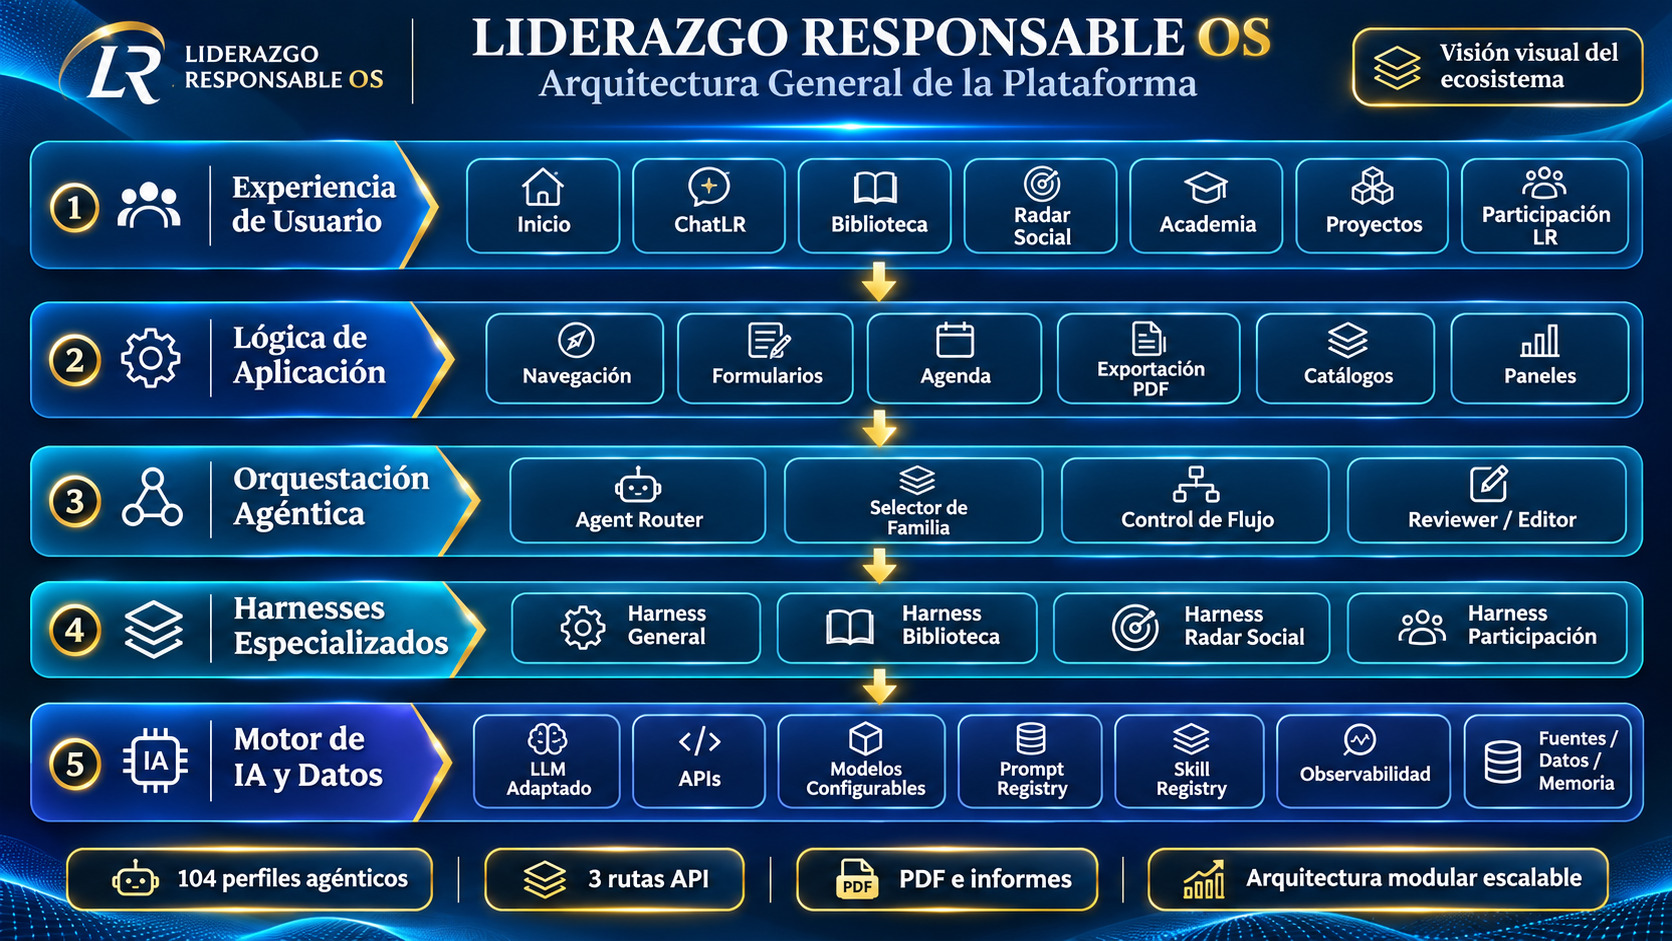 LR
LIDERAZGO
RESPONSABLE OS
LIDERAZGO RESPONSABLE OS
Arquitectura General de la Plataforma
Visión visual del
ecosistema
1
Experiencia
de Usuario
Inicio
ChatLR
Biblioteca
Radar
Social
Academia
Proyectos
Participación
LR
2
Lógica de
Aplicación
Navegación
Formularios
Agenda
Exportación
PDF
Catálogos
Paneles
3
Orquestación
Agéntica
Agent Router
Selector de
Familia
Control de Flujo
Reviewer / Editor
4
Harnesses
Especializados
Harness
General
Harness
Biblioteca
Harness
Radar Social
Harness
Participación
5
IA
Motor de
IA y Datos
LLM
Adaptado
</>
APIs
Modelos
Configurables
Prompt
Registry
Skill
Registry
Observabilidad
Fuentes /
Datos /
Memoria
104 perfiles agénticos
3 rutas API
PDF
PDF e informes
Arquitectura modular escalable